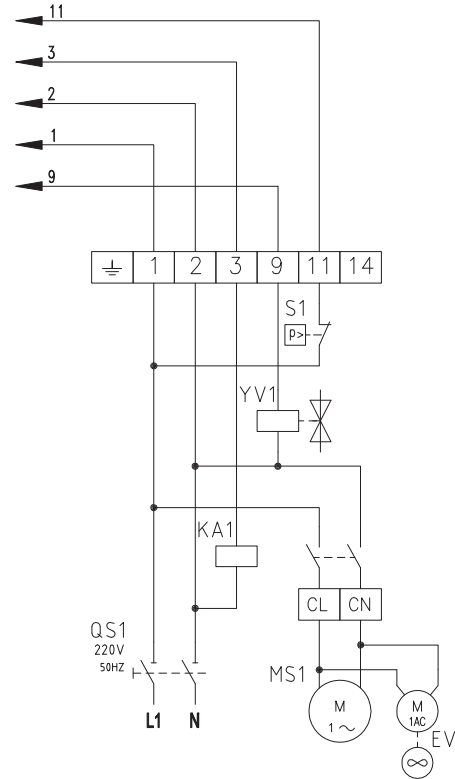 11
3
2
1
9
1 2 3 9 11 14
S1
P>
YV1
KA1
CL CN
QS1
220V
50HZ
MS1
M
1~
M
1AC
EV
L1 N